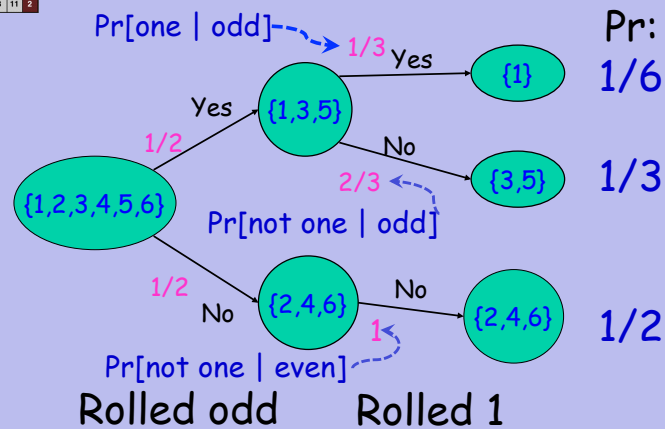 11 2
Pr:
Pr[one | odd]
1/3
Yes
{1}
1/6
Yes
{1,3,5}
1/2
No
2/3
{3,5}
1/3
{1,2,3,4,5,6}
Pr[not one | odd]
1/2
No
{2,4,6}
No
{2,4,6}
1
1/2
Pr[not one | even]
Rolled odd
Rolled 1